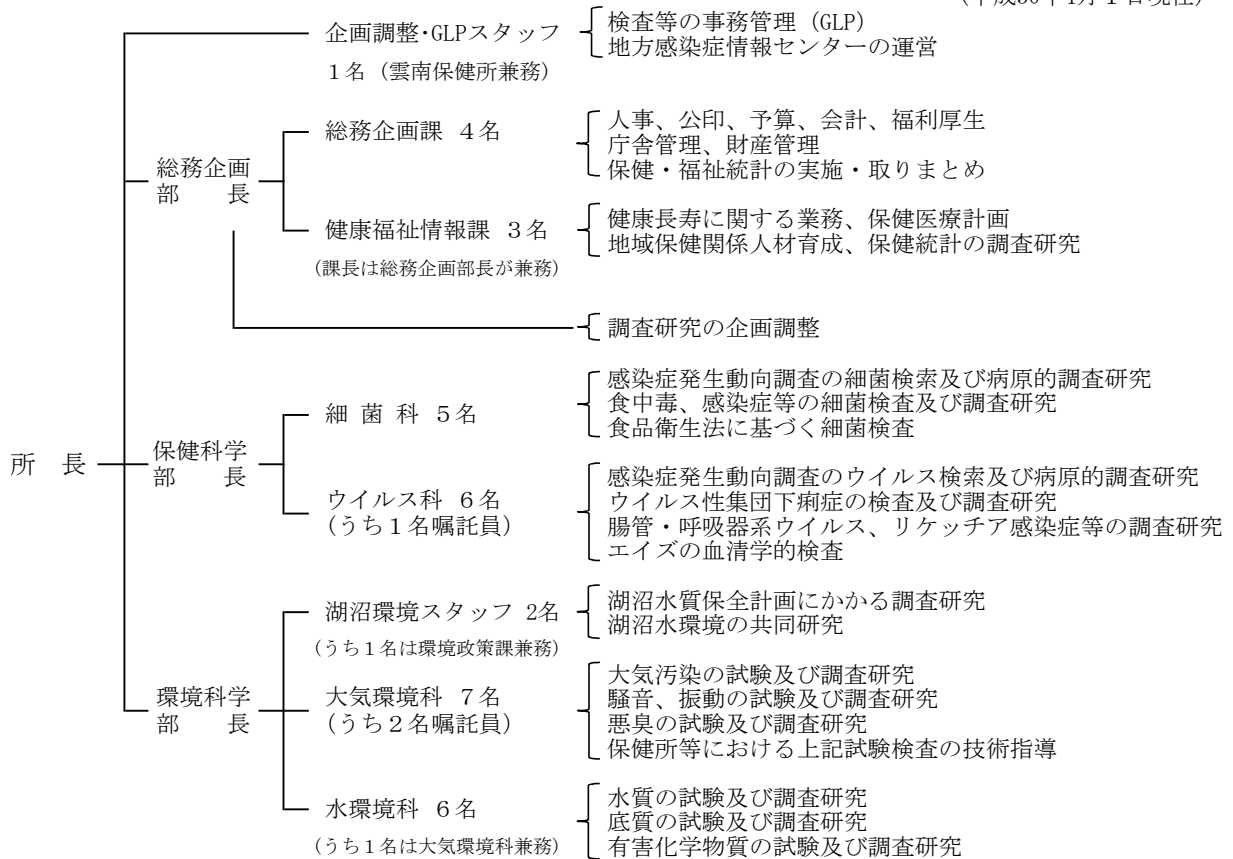 企画調整・GLPスタッフ
1名（雲南保健所兼務）
検査等の事務管理（GLP）
地方感染症情報センターの運営
総務企画
部　　長
総務企画課 4名
人事、公印、予算、会計、福利厚生
庁舎管理、財産管理
保健・福祉統計の実施・取りまとめ
健康福祉情報課 3名
(課長は総務企画部長が兼務)
健康長寿に関する業務、保健医療計画
地域保健関係人材育成、保健統計の調査研究
調査研究の企画調整
所　長
保健科学
部　　長
細 菌 科 5名
感染症発生動向調査の細菌検索及び病原的調査研究
食中毒、感染症等の細菌検査及び調査研究
食品衛生法に基づく細菌検査
ウイルス科 6名
(うち1名嘱託員)
感染症発生動向調査のウイルス検索及び病原的調査研究
ウイルス性集団下痢症の検査及び調査研究
腸管・呼吸器系ウイルス、リケッチア感染症等の調査研究
エイズの血清学的検査
環境科学
部　　長
湖沼環境スタッフ 2名
(うち1名は環境政策課兼務)
湖沼水質保全計画にかかる調査研究
湖沼水環境の共同研究
大気環境科 7名
(うち2名嘱託員)
大気汚染の試験及び調査研究
騒音、振動の試験及び調査研究
悪臭の試験及び調査研究
保健所等における上記試験検査の技術指導
水環境科 6名
(うち1名は大気環境科兼務)
水質の試験及び調査研究
底質の試験及び調査研究
有害化学物質の試験及び調査研究